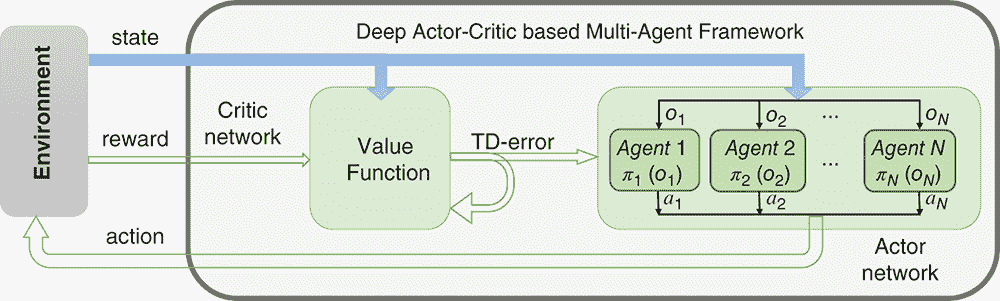 Deep Actor-Critic based Multi-Agent Framework
state
Environment
reward
Critic
network
Value
Function
TD-error
o1 o2 ... oN
Agent 1 Agent 2 ... Agent N
π1 (o1) π2 (o2) πN (oN)
a1 a2 aN
action
Actor
network